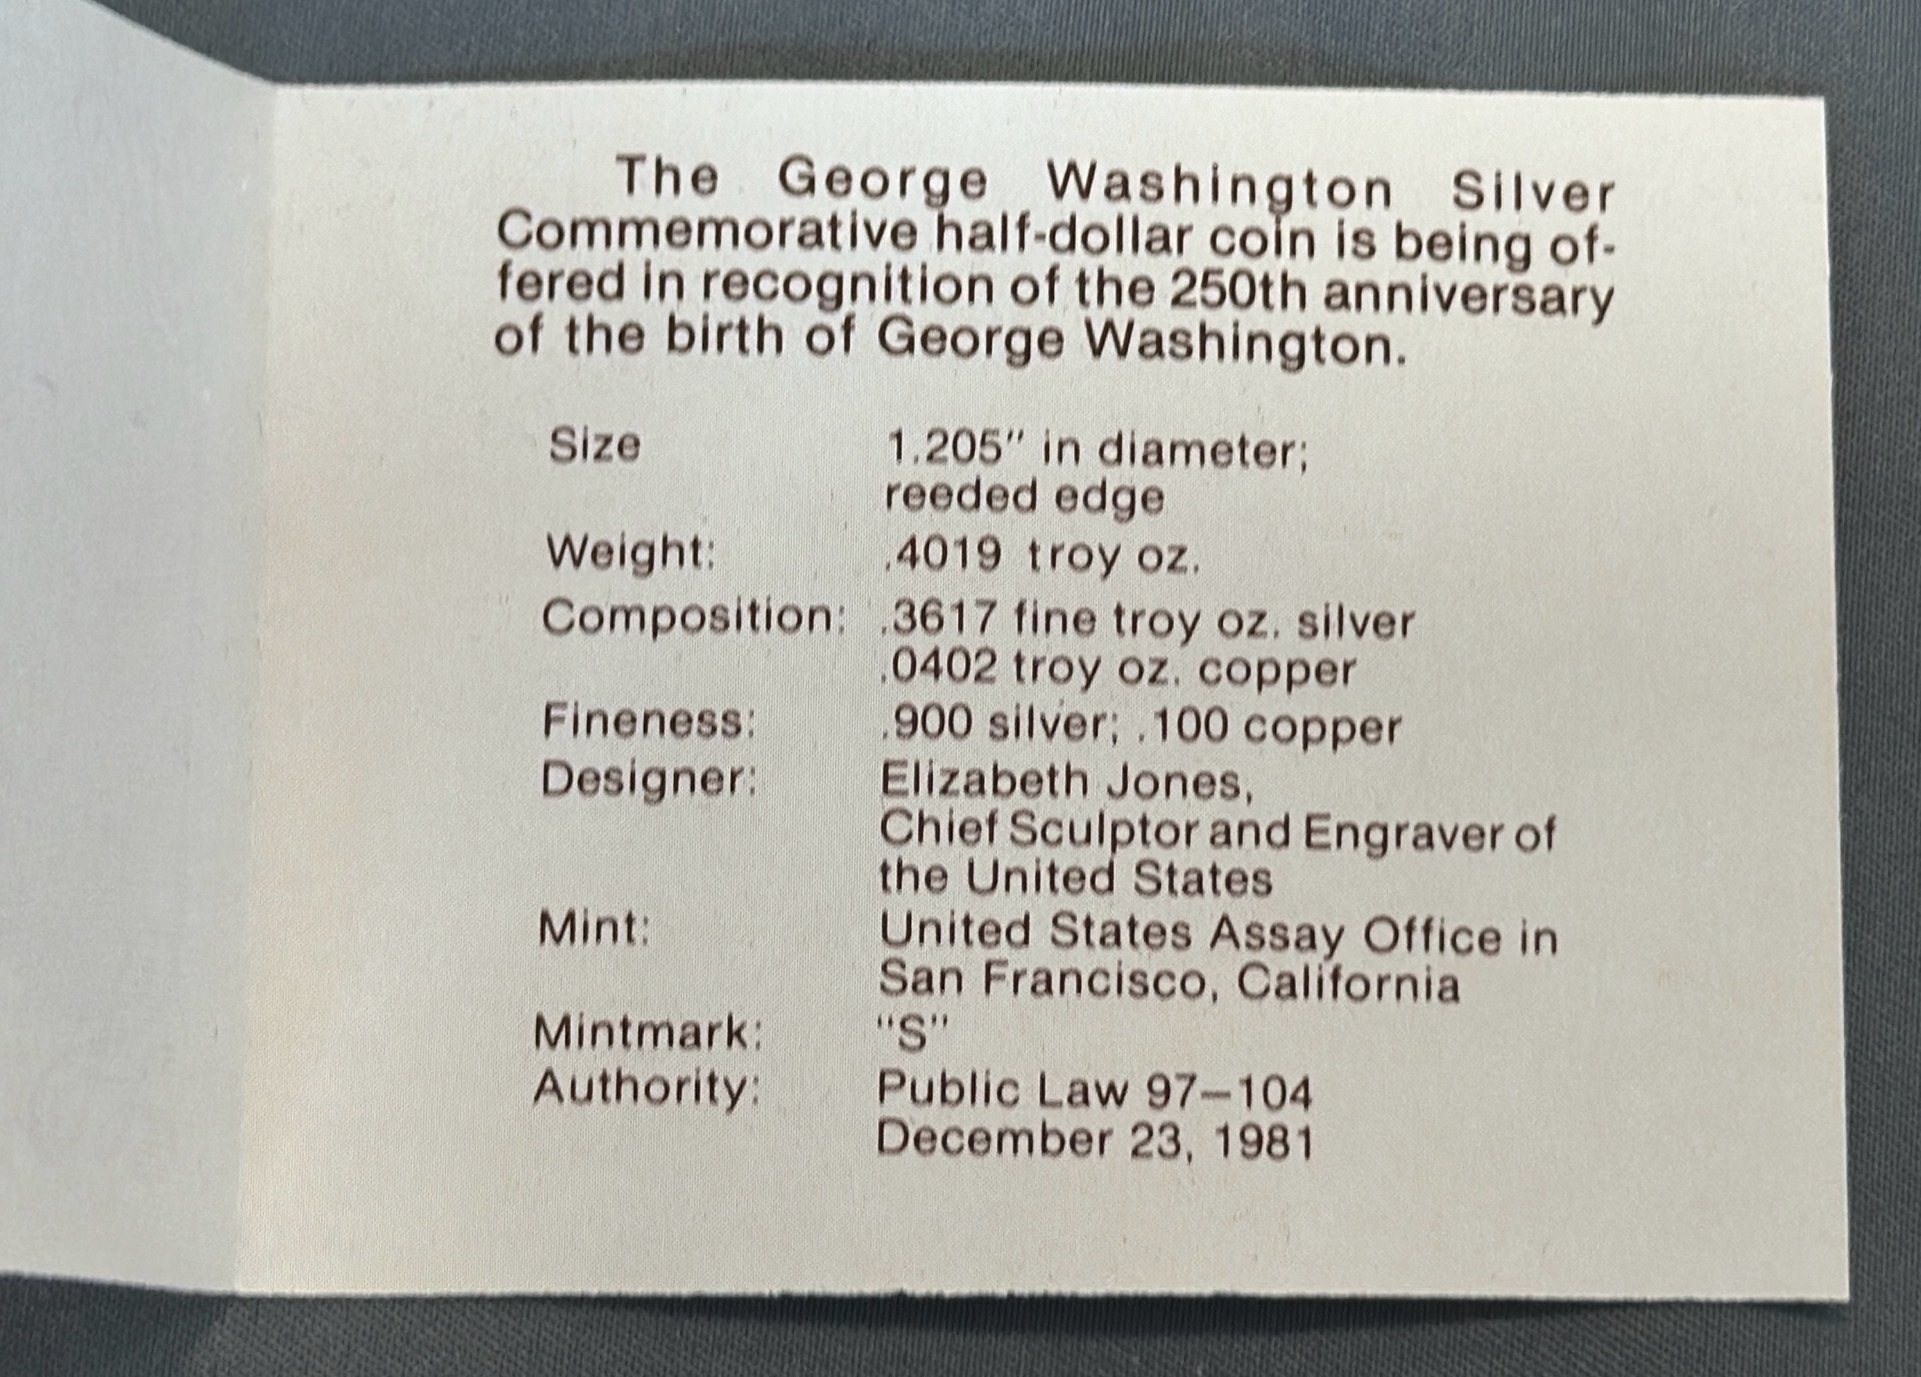 The George Washington Silver
Commemorative half-dollar coin is being of-
fered in recognition of the 250th anniversary
of the birth of George Washington.
Size 1.205" in diameter;
reeded edge
Weight: .4019 troy oz.
Composition: .3617 fine troy oz. silver
.0402 troy oz. copper
Fineness: .900 silver; .100 copper
Designer: Elizabeth Jones,
Chief Sculptor and Engraver of
the United States
Mint: United States Assay Office in
San Francisco, California
Mintmark: "S"
Authority: Public Law 97–104
December 23, 1981